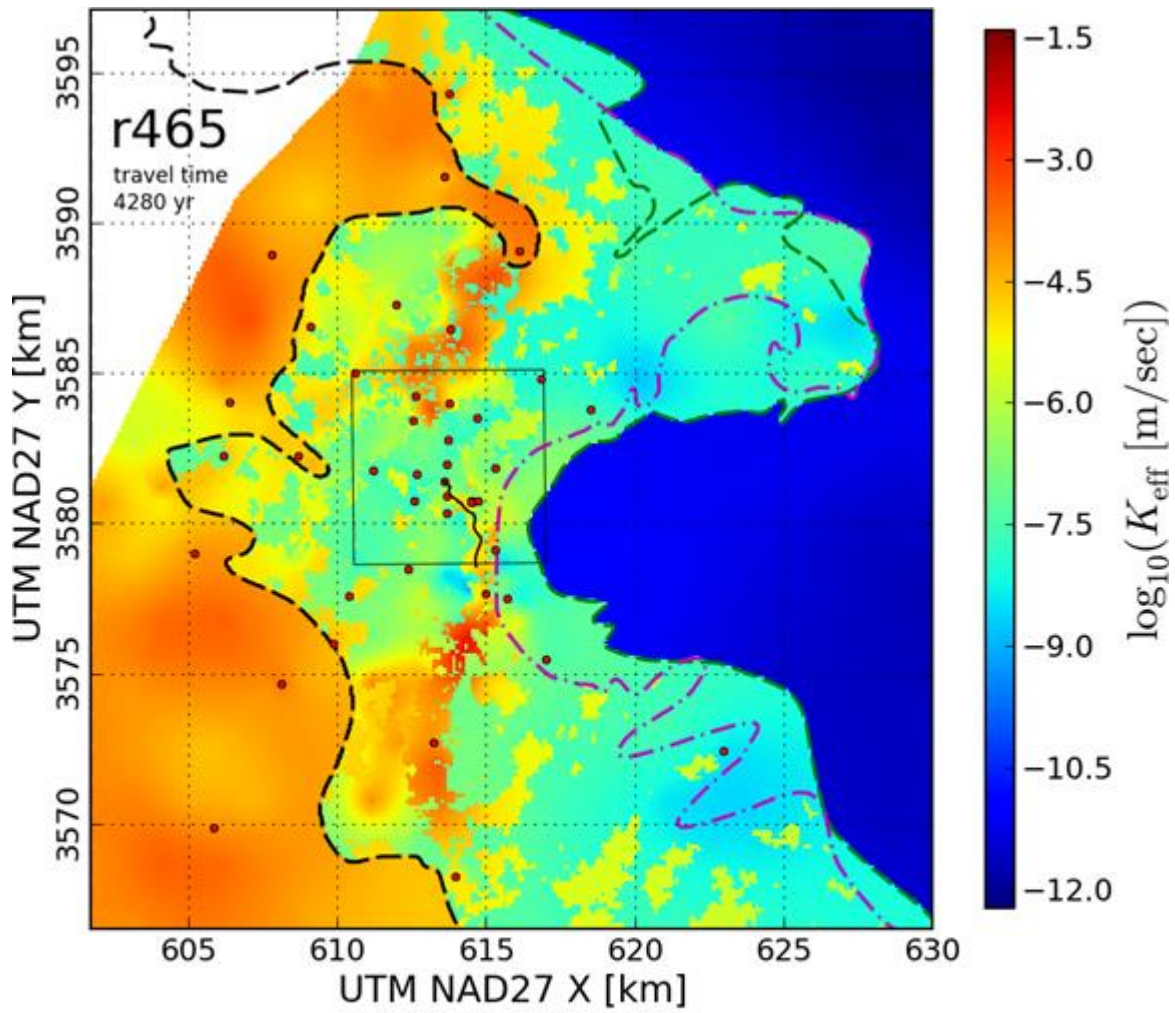 r465
travel time
4280 yr
3595
3590
3585
3580
3575
3570
UTM NAD27 Y [km]
605 610 615 620 625 630
UTM NAD27 X [km]
−1.5
−3.0
−4.5
−6.0
−7.5
−9.0
−10.5
−12.0
log₁₀(K_eff [m/sec])